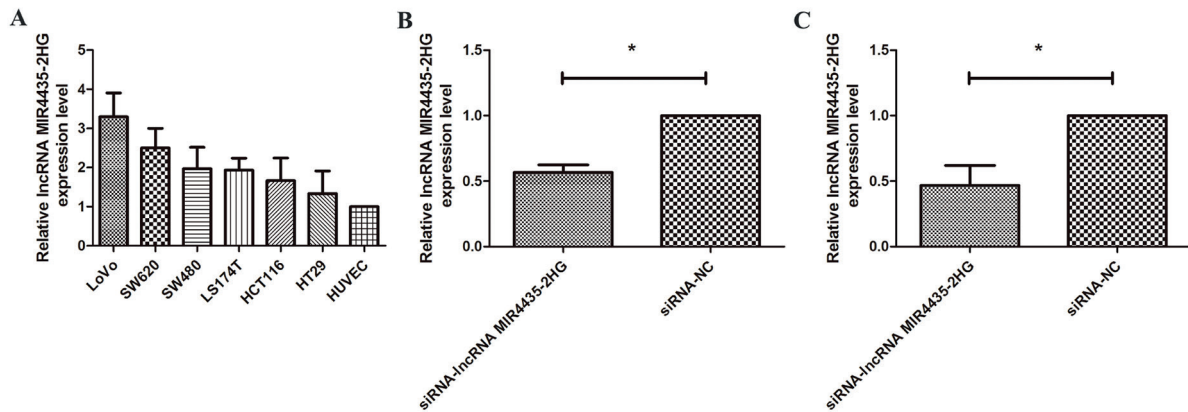 A
Relative lncRNA MIR4435-2HG
expression level
5
4
3
2
1
0
LoVo
SW620
SW480
LS174T
HCT116
HT29
HUVEC
B
Relative lncRNA MIR4435-2HG
expression level
1.5
1.0
0.5
0.0
*
siRNA-lncRNA MIR4435-2HG
siRNA-NC
C
Relative lncRNA MIR4435-2HG
expression level
1.5
1.0
0.5
0.0
*
siRNA-lncRNA MIR4435-2HG
siRNA-NC